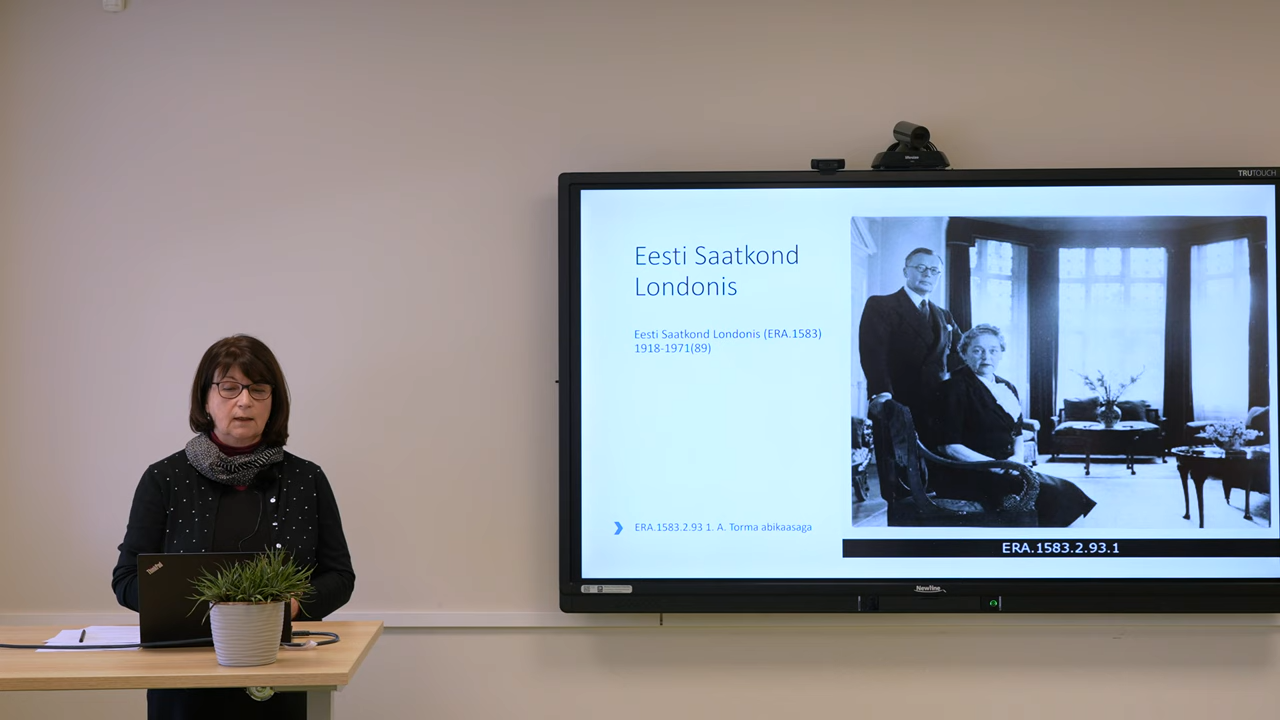 TRUTOUCH
Eesti Saatkond
Londonis
Eesti Saatkond Londonis (ERA.1583)
1918-1971(89)
ERA.1583.2.93 1. A. Torma abikaasaga
ERA.1583.2.93.1
Newline
ThinkPad